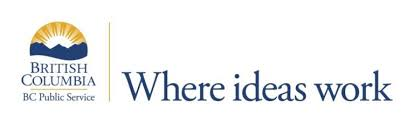 BRITISH
COLUMBIA
BC Public Service
Where ideas work